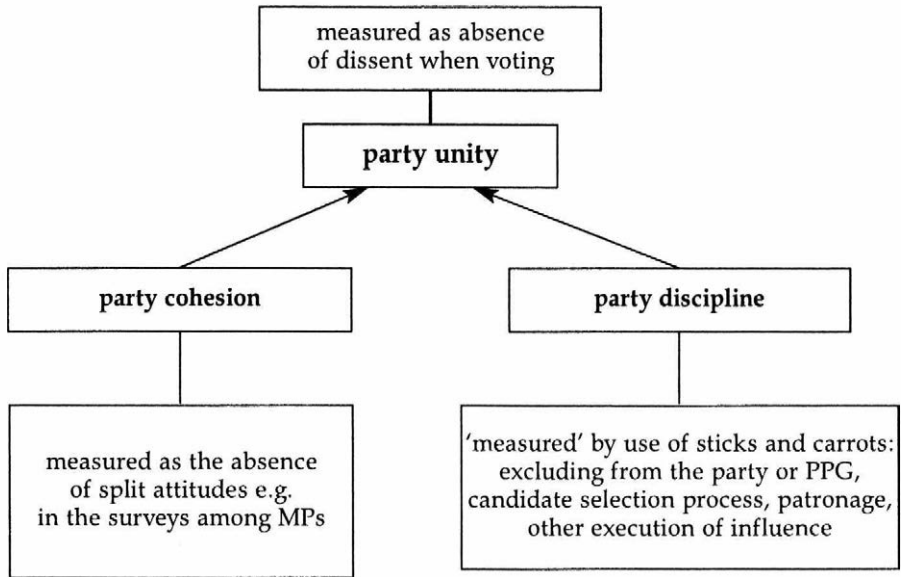 measured as absence
of dissent when voting
party unity
party cohesion
party discipline
measured as the absence
of split attitudes e.g.
in the surveys among MPs
'measured' by use of sticks and carrots:
excluding from the party or PPG,
candidate selection process, patronage,
other execution of influence